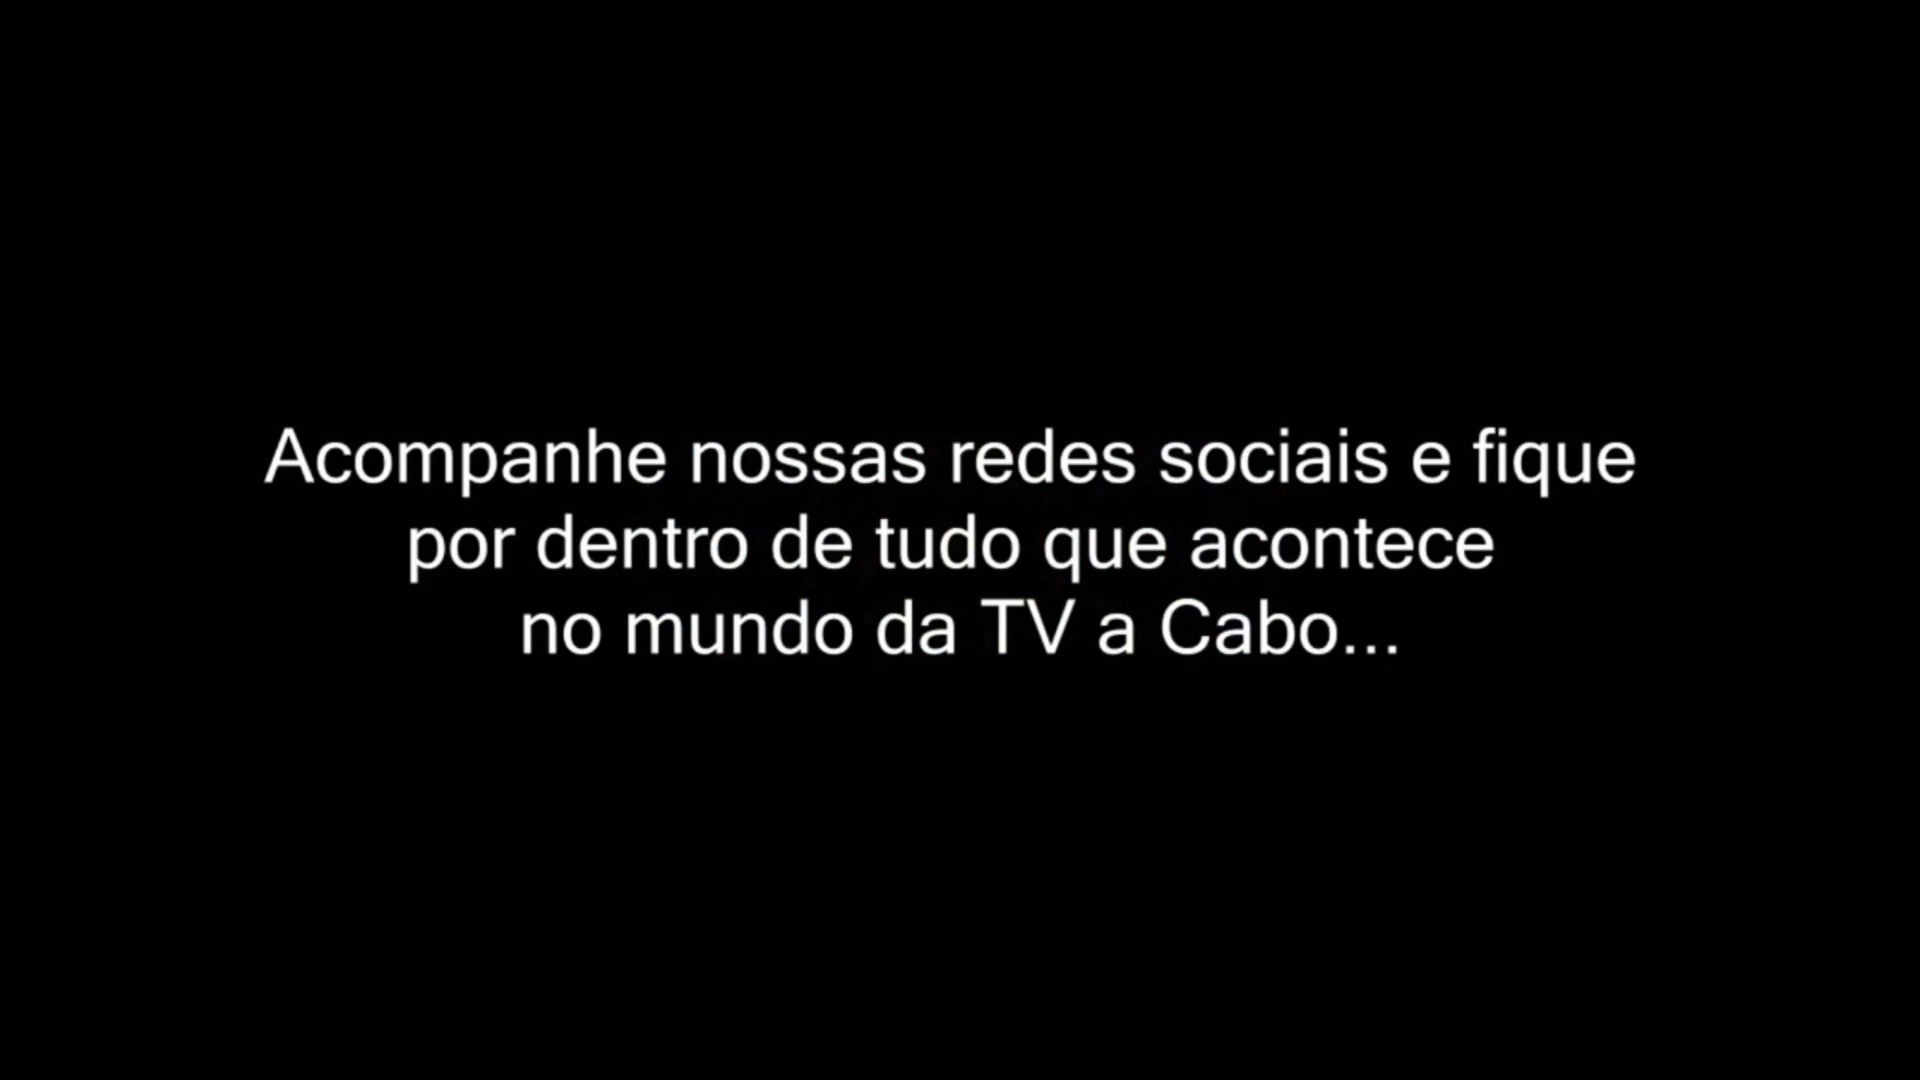 Acompanhe nossas redes sociais e fique
por dentro de tudo que acontece
no mundo da TV a Cabo...